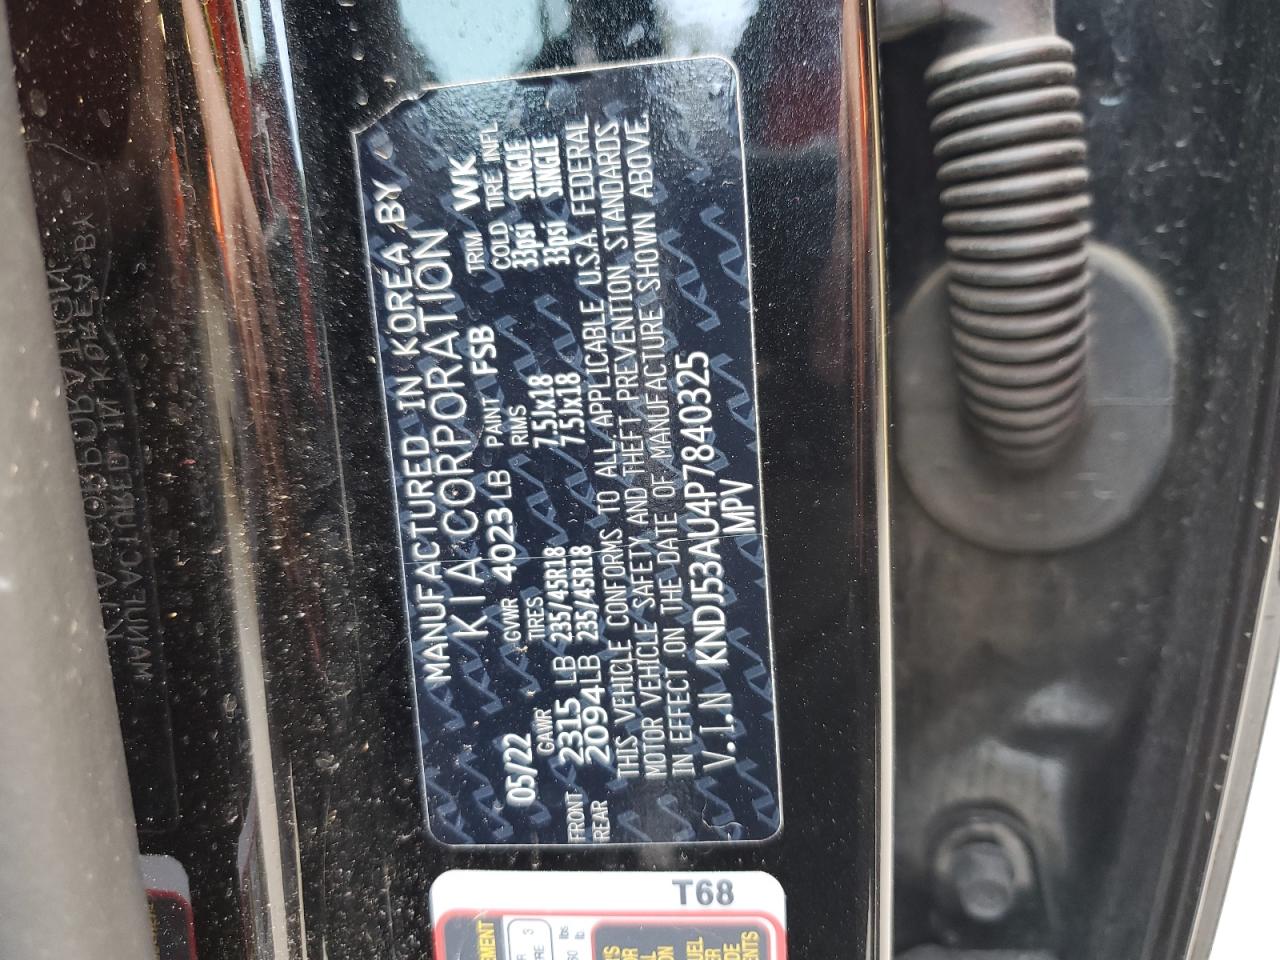 MANUFACTURED IN KOREA BY
KIA CORPORATION
05/22 GVWR 4023 LB PAINT FSB TRIM WK
GAWR TIRES RIMS COLD TIRE INFL
FRONT 2315 LB 235/45R18 7.5Jx18 33psi SINGLE
REAR 2094 LB 235/45R18 7.5Jx18 33psi SINGLE
THIS VEHICLE CONFORMS TO ALL APPLICABLE U.S.A. FEDERAL
MOTOR VEHICLE SAFETY AND THEFT PREVENTION STANDARDS
IN EFFECT ON THE DATE OF MANUFACTURE SHOWN ABOVE.
V.I.N KNDJ53AU4P7840325
MPV
T68